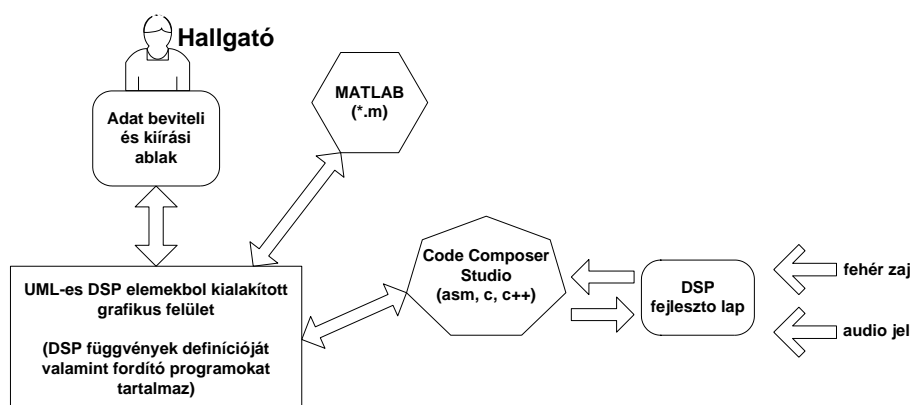 Hallgató
Adat beviteli
és kiírási
ablak
MATLAB
(*.m)
UML-es DSP elemekbol kialakított
grafikus felület
(DSP függvények definícióját
valamint fordító programokat
tartalmaz)
Code Composer
Studio
(asm, c, c++)
DSP
fejleszto lap
fehér zaj
audio jel